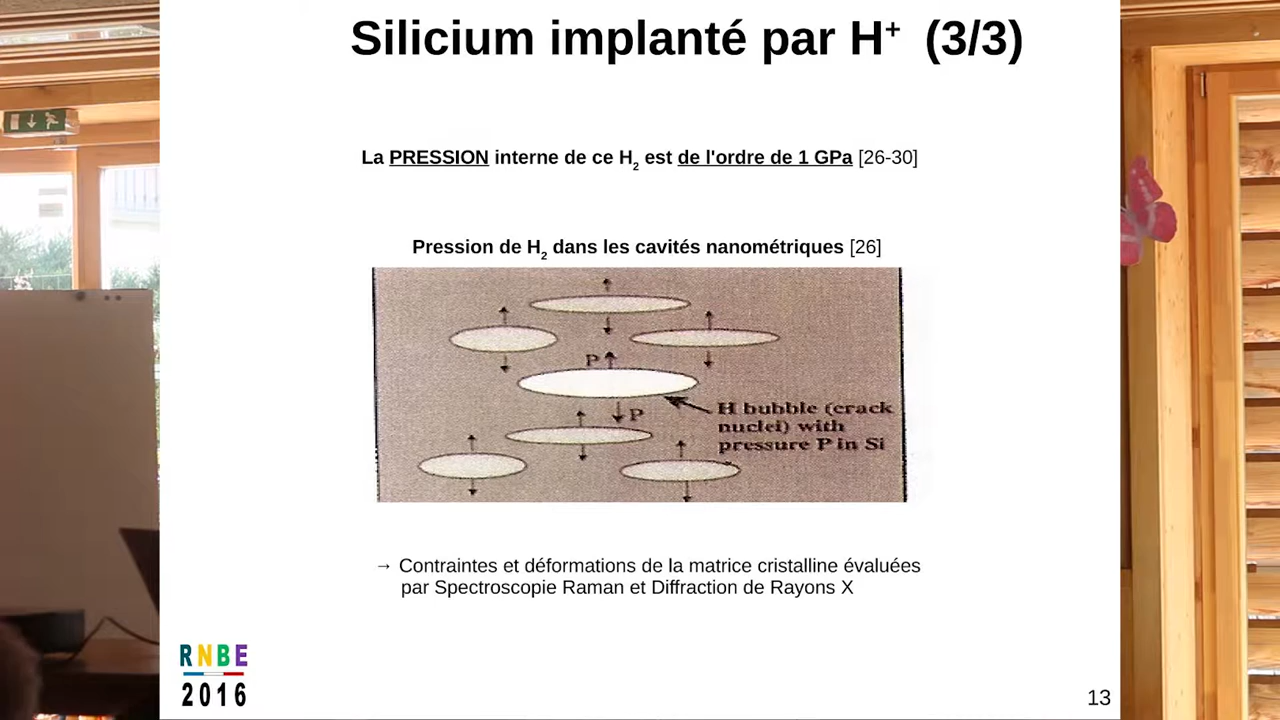 Silicium implanté par H⁺ (3/3)
La PRESSION interne de ce H₂ est de l'ordre de 1 GPa [26-30]
Pression de H₂ dans les cavités nanométriques [26]
P
P
H bubble (crack
nuclei) with
pressure P in Si
→ Contraintes et déformations de la matrice cristalline évaluées
par Spectroscopie Raman et Diffraction de Rayons X
RNBE
2016
13